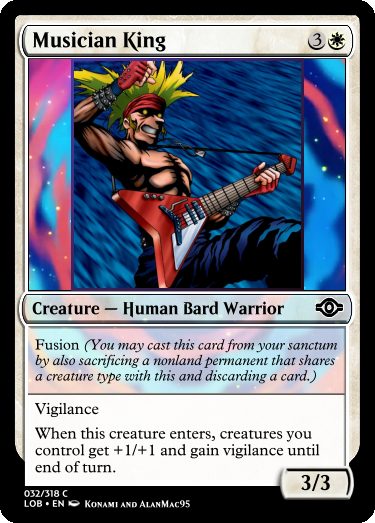 Musician King 3
Creature — Human Bard Warrior
Fusion (You may cast this card from your sanctum
by also sacrificing a nonland permanent that shares
a creature type with this and discarding a card.)
Vigilance
When this creature enters, creatures you
control get +1/+1 and gain vigilance until
end of turn.
3/3
032/318 C
LOB • EN Konami and AlanMac95